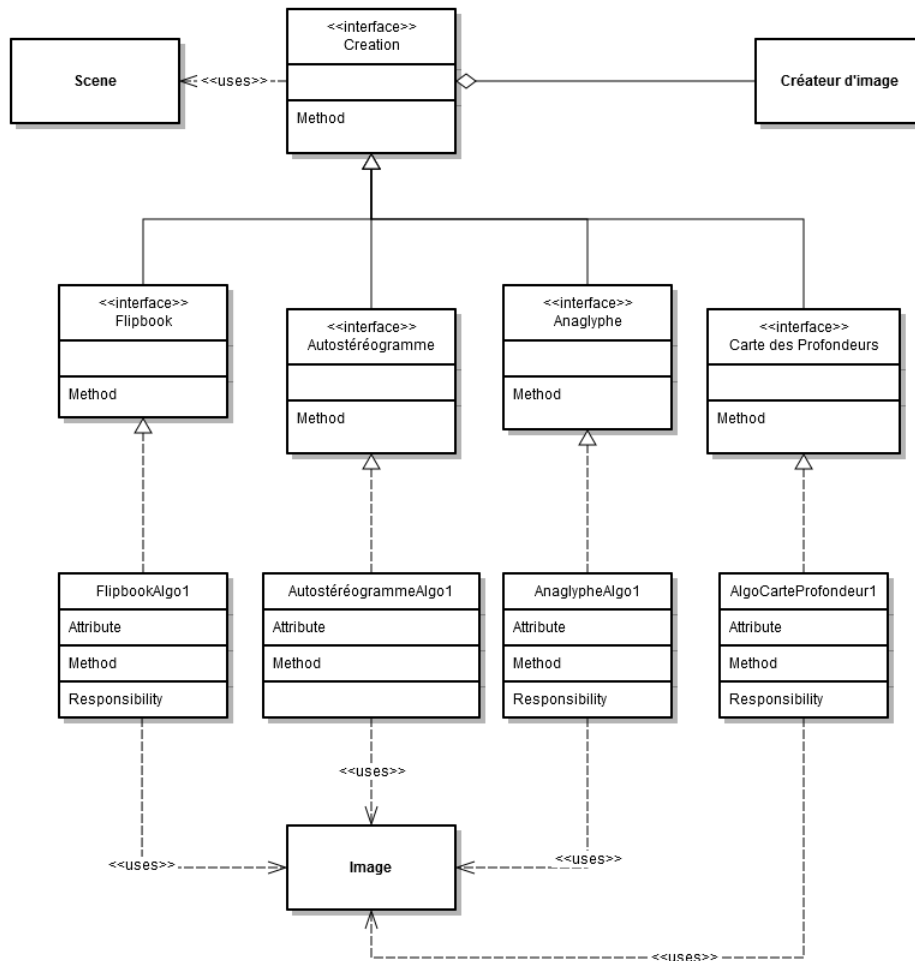 <<interface>>
Creation
Method
Scene
<<uses>>
Créateur d'image
<<interface>>
Flipbook
Method
<<interface>>
Autostéréogramme
Method
<<interface>>
Anaglyphe
Method
<<interface>>
Carte des Profondeurs
Method
FlipbookAlgo1
Attribute
Method
Responsibility
AutostéréogrammeAlgo1
Attribute
Method
AnaglypheAlgo1
Attribute
Method
Responsibility
AlgoCarteProfondeur1
Attribute
Method
Responsibility
<<uses>>
<<uses>>
Image
<<uses>>
<<uses>>